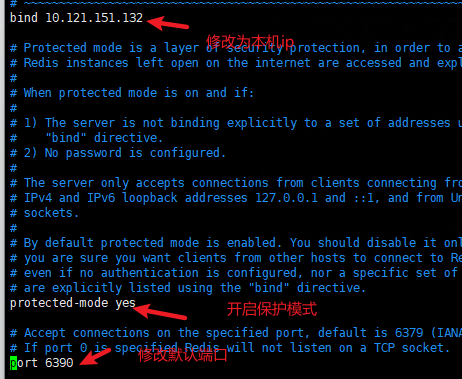 # ~~~~~~~~~~~~~~~~~~~~~~~~~~~~~~~~~~~~~~~~~~~~~~~~~~~~~~~~
bind 10.121.151.132
修改为本机ip
# Protected mode is a layer of security protection, in order to a
# Redis instances left open on the internet are accessed and expl
#
# When protected mode is on and if:
#
# 1) The server is not binding explicitly to a set of addresses u
#    "bind" directive.
# 2) No password is configured.
#
# The server only accepts connections from clients connecting fro
# IPv4 and IPv6 loopback addresses 127.0.0.1 and ::1, and from Un
# sockets.
#
# By default protected mode is enabled. You should disable it onl
# you are sure you want clients from other hosts to connect to Re
# even if no authentication is configured, nor a specific set of
# are explicitly listed using the "bind" directive.
protected-mode yes
开启保护模式
# Accept connections on the specified port, default is 6379 (IANA
# If port 0 is specified Redis will not listen on a TCP socket.
port 6390
修改默认端口